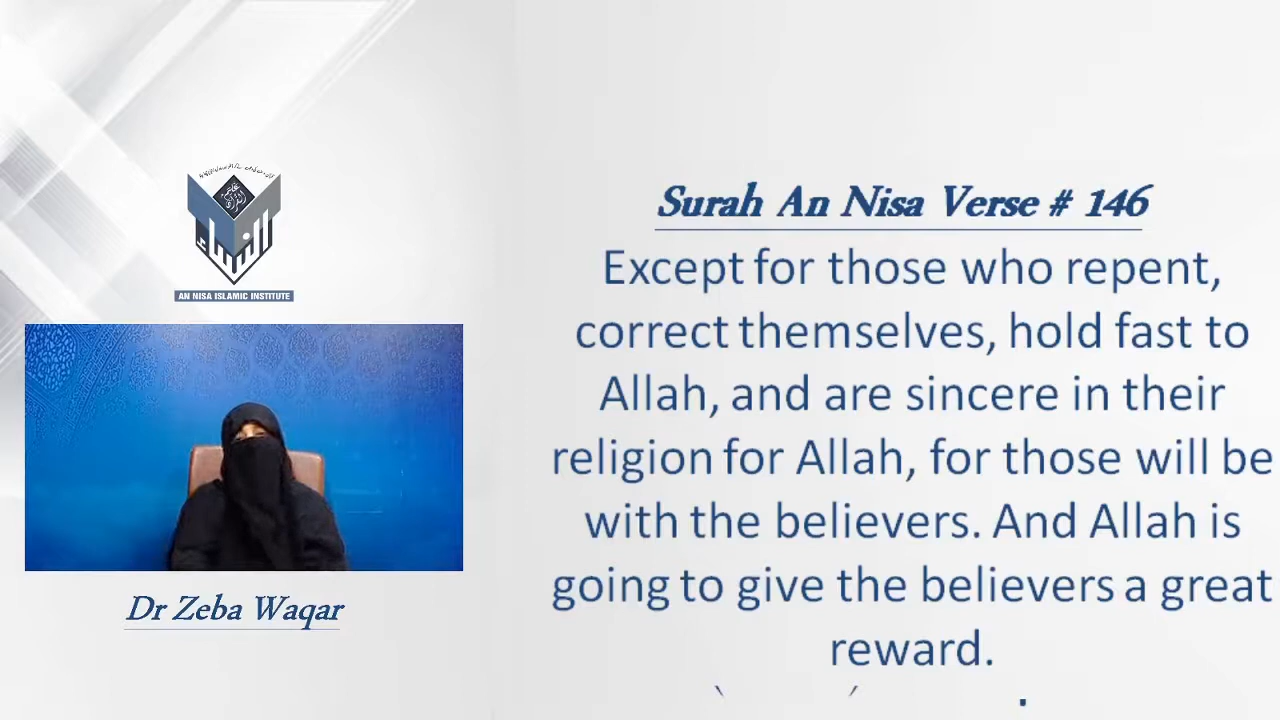 AN NISA ISLAMIC INSTITUTE
Dr Zeba Waqar
Surah An Nisa Verse # 146
Except for those who repent,
correct themselves, hold fast to
Allah, and are sincere in their
religion for Allah, for those will be
with the believers. And Allah is
going to give the believers a great
reward.